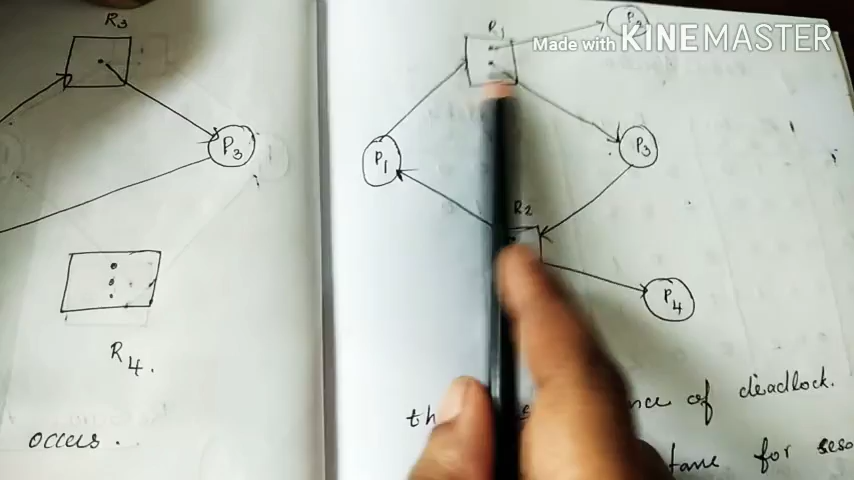 R3
P3
R4.
occurs.
R1
P2
Made with KINEMASTER
P1
P3
R2
P4
of deadlock.
for